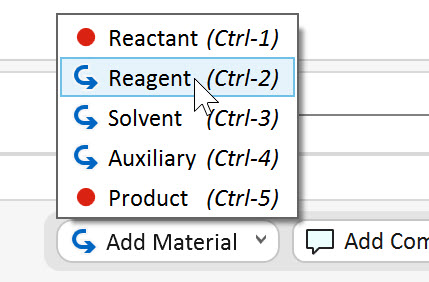 Reactant (Ctrl-1)
Reagent (Ctrl-2)
Solvent (Ctrl-3)
Auxiliary (Ctrl-4)
Product (Ctrl-5)
Add Material
Add Com